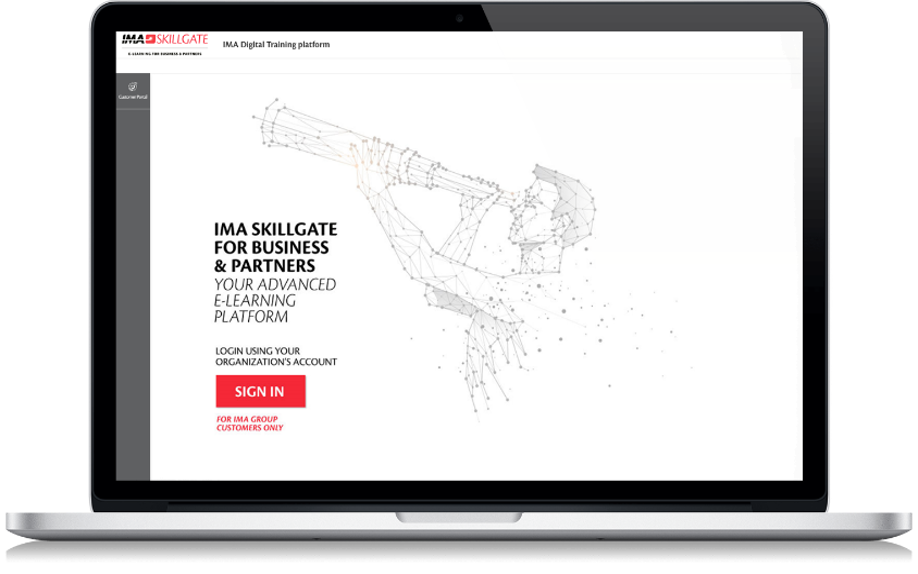 IMA SKILLGATE
E-LEARNING FOR BUSINESS & PARTNERS
IMA Digital Training platform
Customer Portal
IMA SKILLGATE
FOR BUSINESS
& PARTNERS
YOUR ADVANCED
E-LEARNING
PLATFORM
LOGIN USING YOUR
ORGANIZATION'S ACCOUNT
SIGN IN
FOR IMA GROUP
CUSTOMERS ONLY